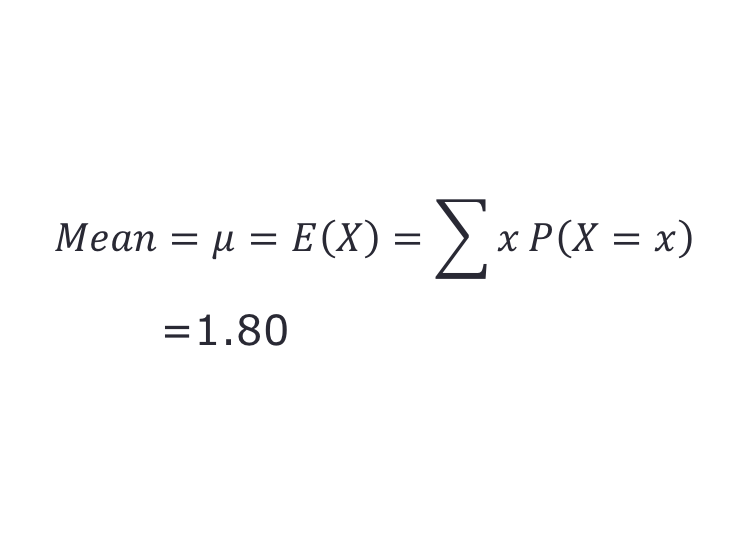 Mean = μ = E(X) = ∑ x P(X = x)
=1.80